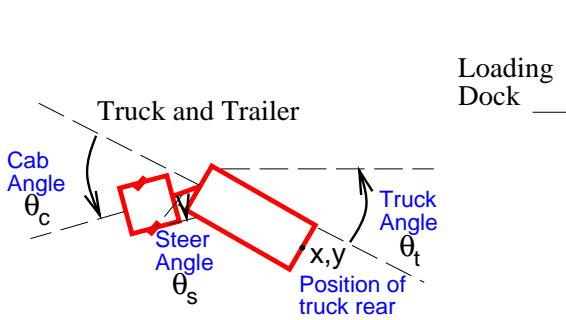 Loading
Dock
Truck and Trailer
Cab
Angle
θc
Truck
Angle
θt
Steer
Angle
θs
x,y
Position of
truck rear